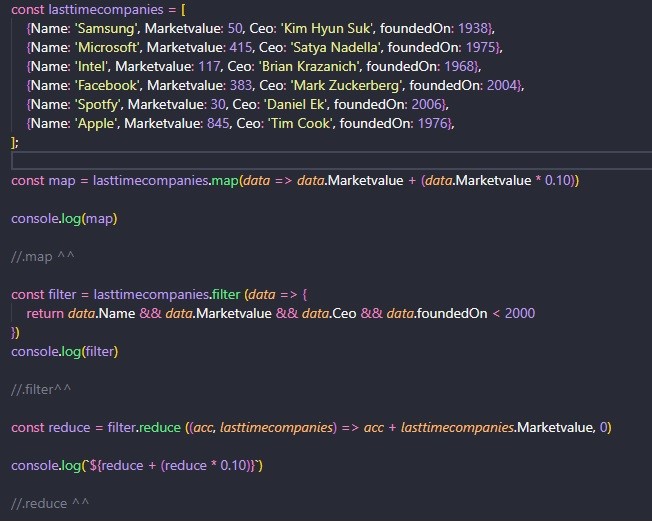 const lasttimecompanies = [
{Name: 'Samsung', Marketvalue: 50, Ceo: 'Kim Hyun Suk', foundedOn: 1938},
{Name: 'Microsoft', Marketvalue: 415, Ceo: 'Satya Nadella', foundedOn: 1975},
{Name: 'Intel', Marketvalue: 117, Ceo: 'Brian Krazanich', foundedOn: 1968},
{Name: 'Facebook', Marketvalue: 383, Ceo: 'Mark Zuckerberg', foundedOn: 2004},
{Name: 'Spotfy', Marketvalue: 30, Ceo: 'Daniel Ek', foundedOn: 2006},
{Name: 'Apple', Marketvalue: 845, Ceo: 'Tim Cook', foundedOn: 1976},
];
const map = lasttimecompanies.map(data => data.Marketvalue + (data.Marketvalue * 0.10))
console.log(map)
//.map ^^
const filter = lasttimecompanies.filter (data => {
return data.Name && data.Marketvalue && data.Ceo && data.foundedOn < 2000
})
console.log(filter)
//.filter^^
const reduce = filter.reduce ((acc, lasttimecompanies) => acc + lasttimecompanies.Marketvalue, 0)
console.log(`${reduce + (reduce * 0.10)}`)
//.reduce ^^